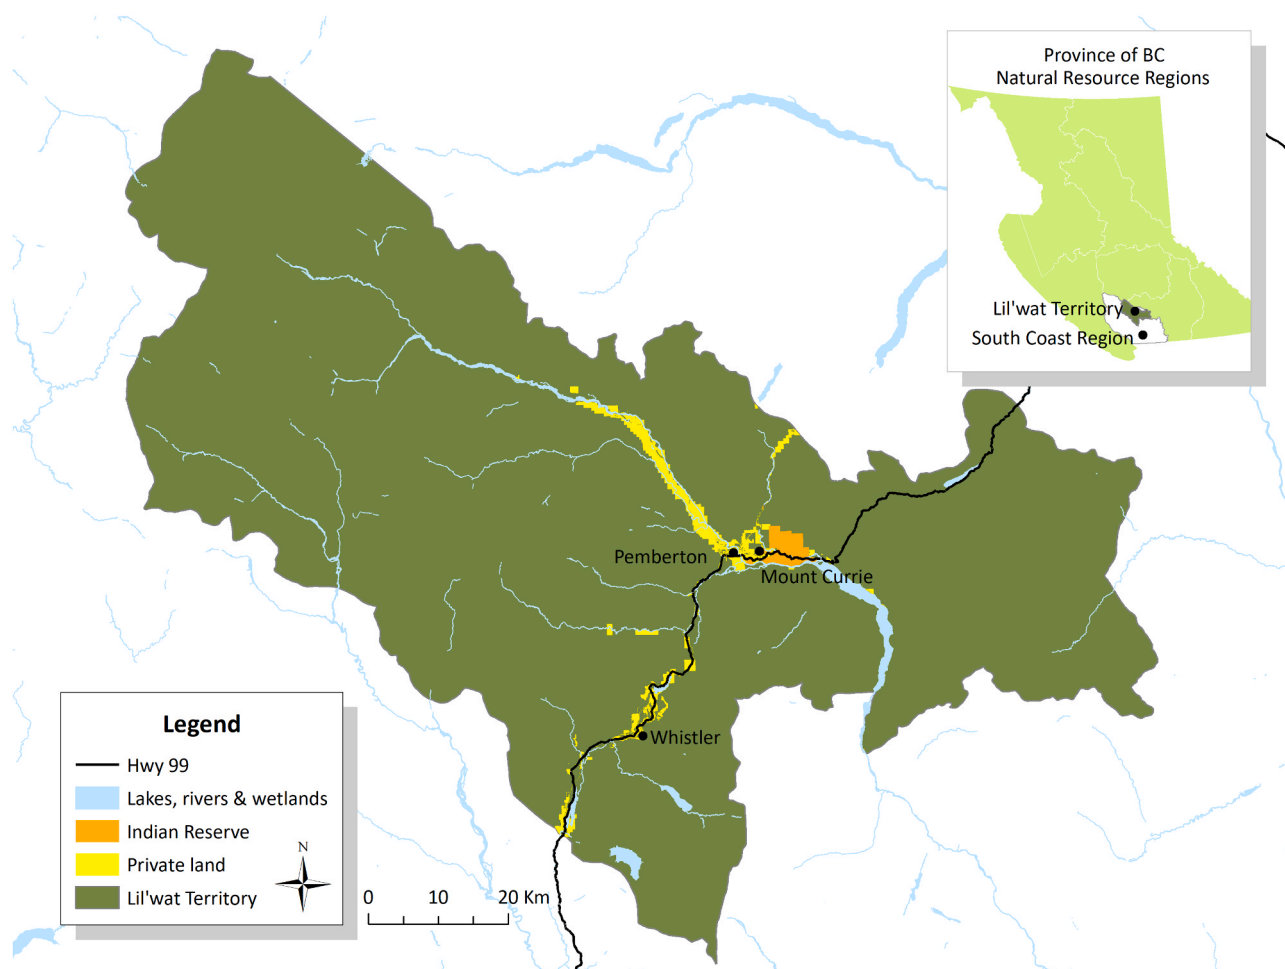 Province of BC
Natural Resource Regions
Lil'wat Territory
South Coast Region
Pemberton
Mount Currie
Whistler
Legend
Hwy 99
Lakes, rivers & wetlands
Indian Reserve
Private land
Lil'wat Territory
N
0 10 20 Km